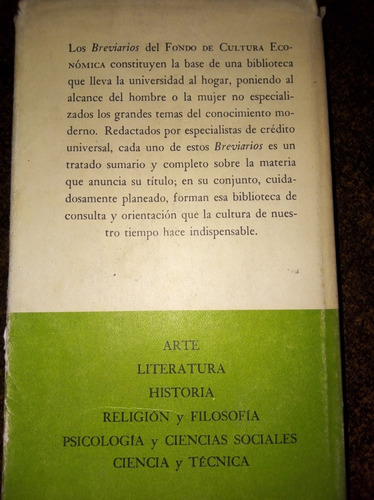 Los Breviarios del FONDO DE CULTURA ECO-
NÓMICA constituyen la base de una biblioteca
que lleva la universidad al hogar, poniendo al
alcance del hombre o la mujer no especiali-
zados los grandes temas del conocimiento mo-
derno. Redactados por especialistas de crédito
universal, cada uno de estos Breviarios es un
tratado sumario y completo sobre la materia
que anuncia su título; en su conjunto, cuida-
dosamente planeado, forman esa biblioteca de
consulta y orientación que la cultura de nues-
tro tiempo hace indispensable.
ARTE
LITERATURA
HISTORIA
RELIGIÓN y FILOSOFÍA
PSICOLOGÍA y CIENCIAS SOCIALES
CIENCIA y TÉCNICA